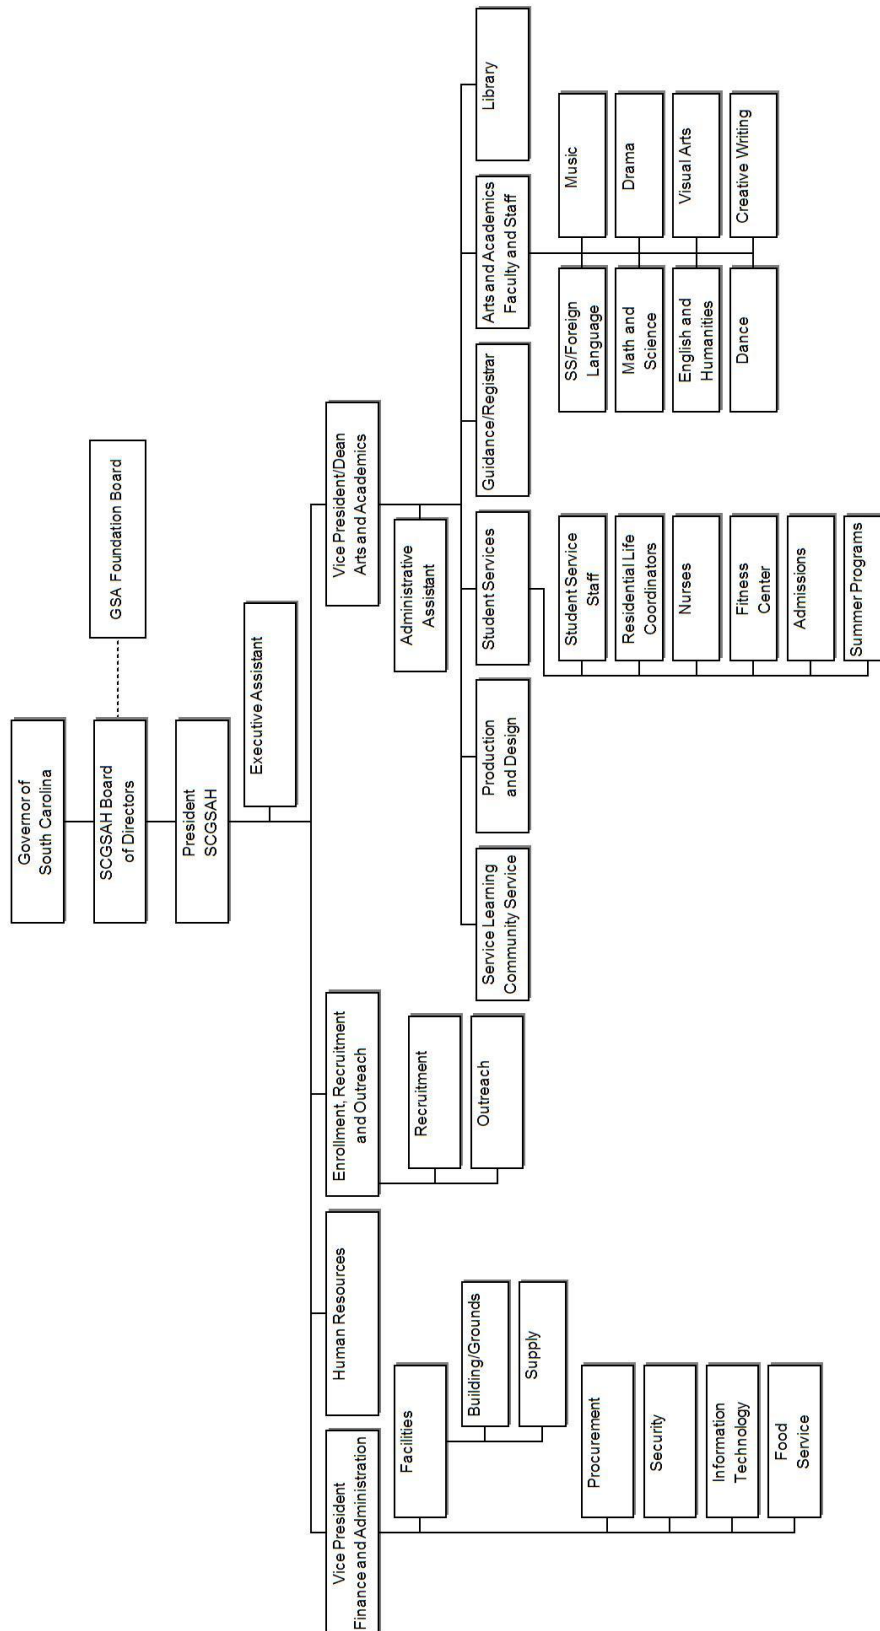 Governor of
South Carolina
SCGSAH Board
of Directors
GSA Foundation Board
President
SCGSAH
Executive Assistant
Vice President
Finance and Administration
Human Resources
Enrollment, Recruitment
and Outreach
Vice President/Dean
Arts and Academics
Facilities
Building/Grounds
Supply
Procurement
Security
Information
Technology
Food
Service
Recruitment
Outreach
Administrative
Assistant
Service Learning
Community Service
Production
and Design
Student Services
Guidance/Registrar
Arts and Academics
Faculty and Staff
Library
Student Service
Staff
Residential Life
Coordinators
Nurses
Fitness
Center
Admissions
Summer Programs
SS/Foreign
Language
Music
Math and
Science
Drama
English and
Humanities
Visual Arts
Dance
Creative Writing